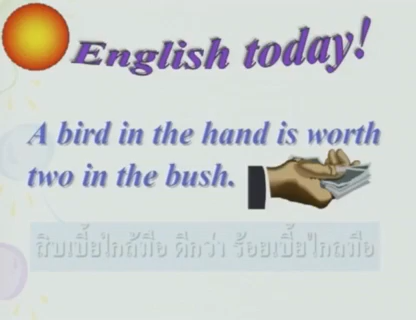 English today!
A bird in the hand is worth
two in the bush.
สิบเบี้ยใกล้มือ ดีกว่า ร้อยเบี้ยไกลมือ